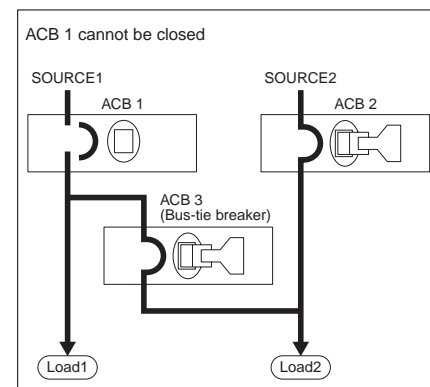 ACB 1 cannot be closed
SOURCE1
SOURCE2
ACB 1
ACB 2
ACB 3
(Bus-tie breaker)
Load1
Load2